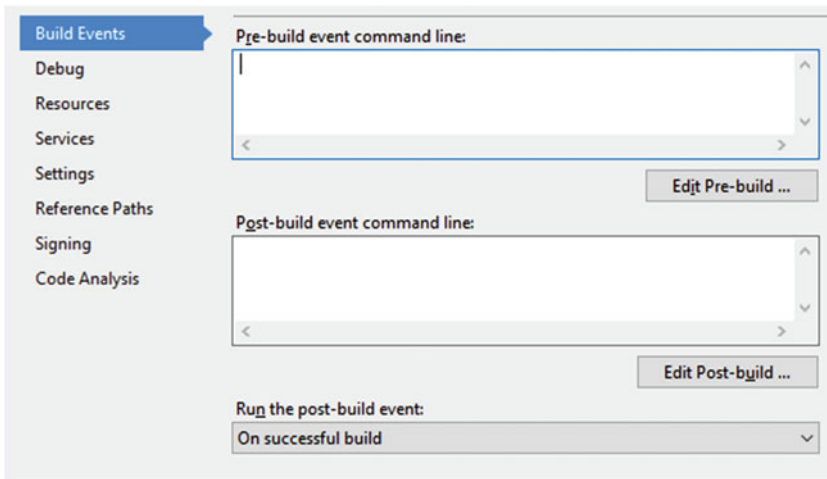 Build Events
Debug
Resources
Services
Settings
Reference Paths
Signing
Code Analysis
Pre-build event command line:
Edit Pre-build ...
Post-build event command line:
Edit Post-build ...
Run the post-build event:
On successful build